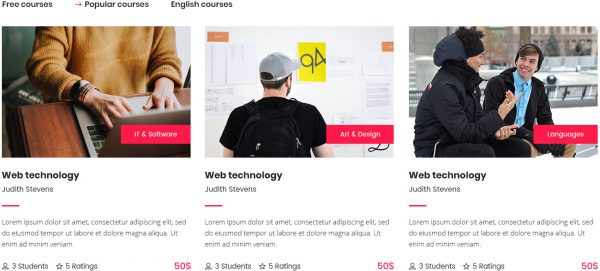 Free courses
→ Popular courses
English courses
94
IT & Software
Art & Design
Languages
Web technology
Judith Stevens
Lorem ipsum dolor sit amet, consectetur adipiscing elit, sed
do eiusmod tempor ut labore et dolore magna aliqua. Ut
enim ad minim veniam.
3 Students
5 Ratings
50$
Web technology
Judith Stevens
Lorem ipsum dolor sit amet, consectetur adipiscing elit, sed
do eiusmod tempor ut labore et dolore magna aliqua. Ut
enim ad minim veniam.
3 Students
5 Ratings
50$
Web technology
Judith Stevens
Lorem ipsum dolor sit amet, consectetur adipiscing elit, sed
do eiusmod tempor ut labore et dolore magna aliqua. Ut
enim ad minim veniam.
3 Students
5 Ratings
50$